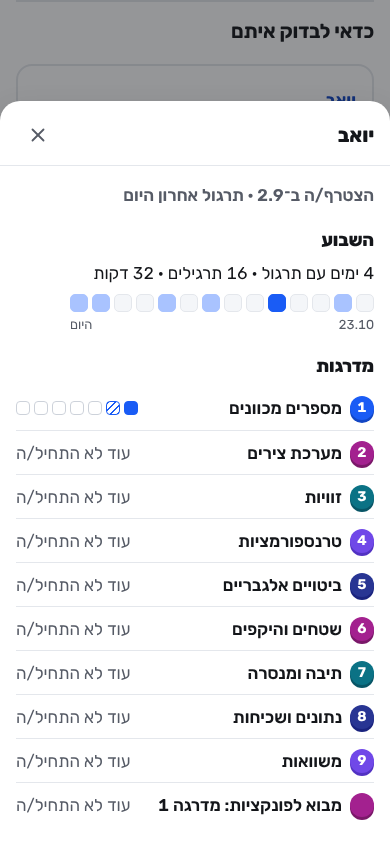 כדאי לבדוק איתם
יואב
יואב
הצטרף/ה ב־2.9 • תרגול אחרון היום
השבוע
4 ימים עם תרגול • 16 תרגילים • 32 דקות
23.10
היום
מדרגות
1 מספרים מכוונים
2 מערכת צירים עוד לא התחיל/ה
3 זוויות עוד לא התחיל/ה
4 טרנספורמציות עוד לא התחיל/ה
5 ביטויים אלגבריים עוד לא התחיל/ה
6 שטחים והיקפים עוד לא התחיל/ה
7 תיבה ומנסרה עוד לא התחיל/ה
8 נתונים ושכיחות עוד לא התחיל/ה
9 משוואות עוד לא התחיל/ה
מבוא לפונקציות: מדרגה 1 עוד לא התחיל/ה